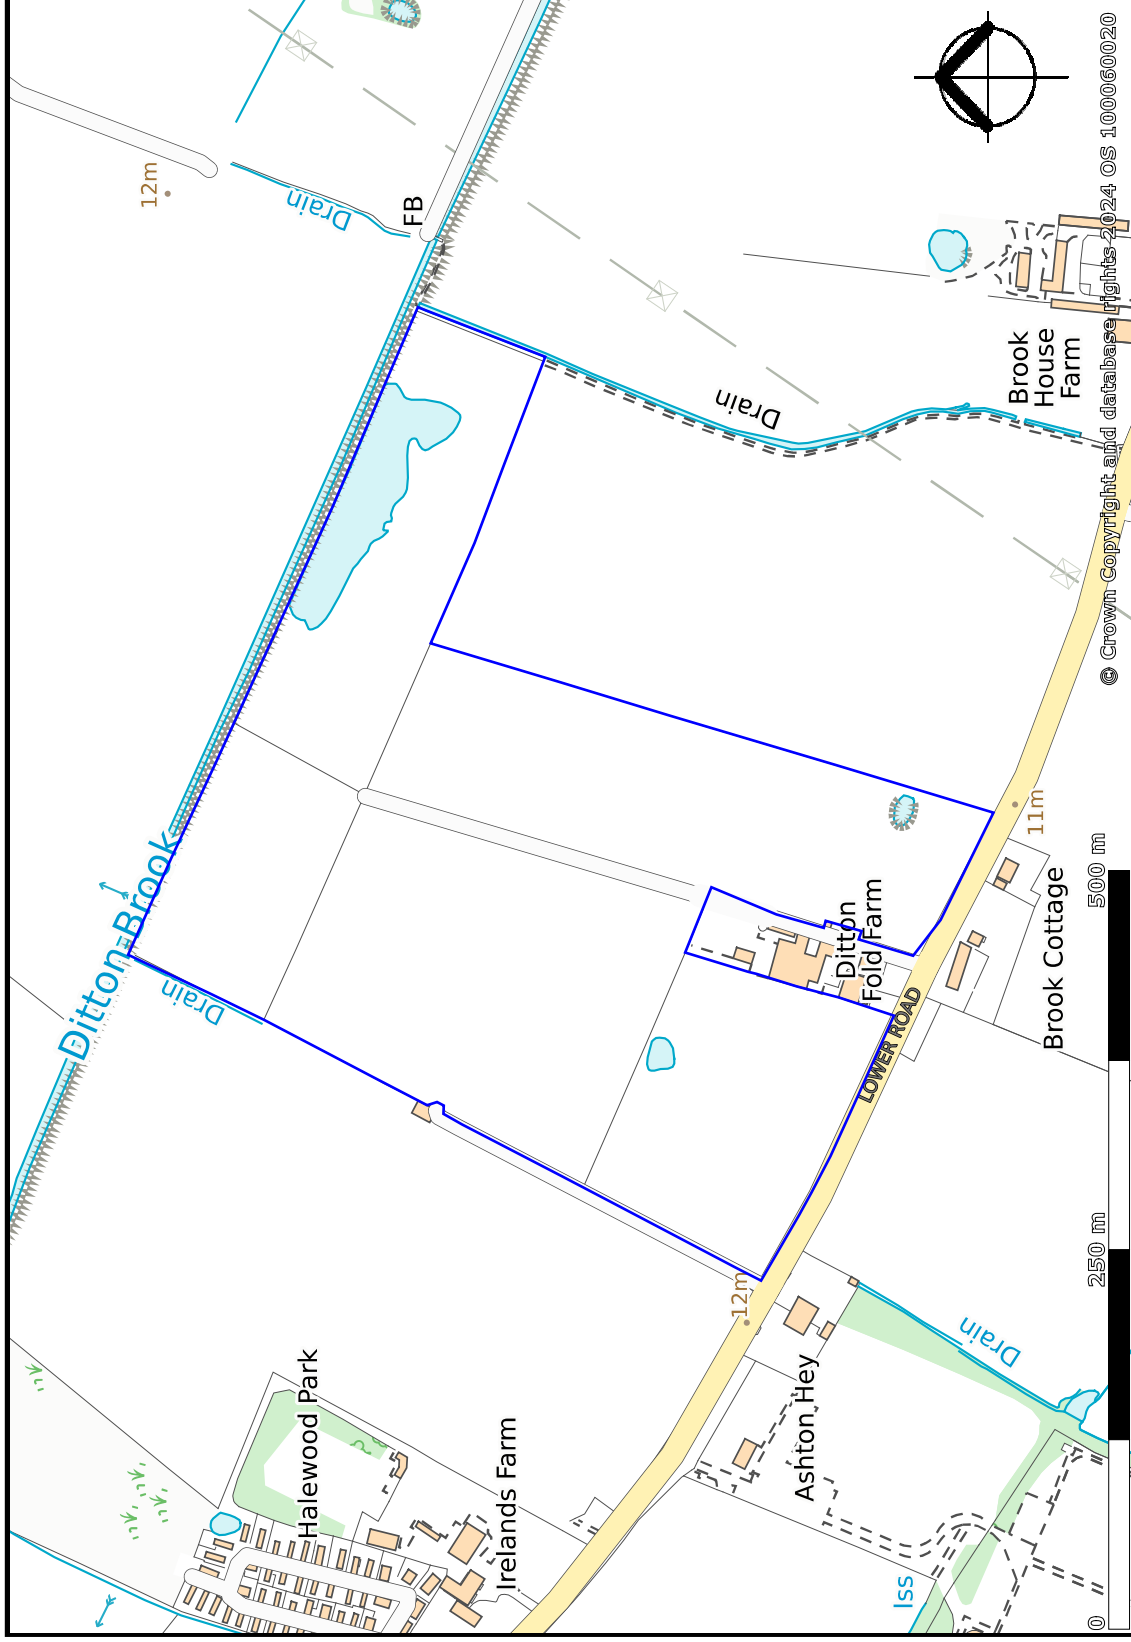 12m
Drain
FB
Drain
Brook
House
Farm
© Crown Copyright and database rights 2024 OS 100060020
Ditton Brook
Drain
Ditton
Fold Farm
LOWER ROAD
11m
Brook Cottage
12m
Drain
Halewood Park
Irelands Farm
Ashton Hey
Iss
0
250 m
500 m